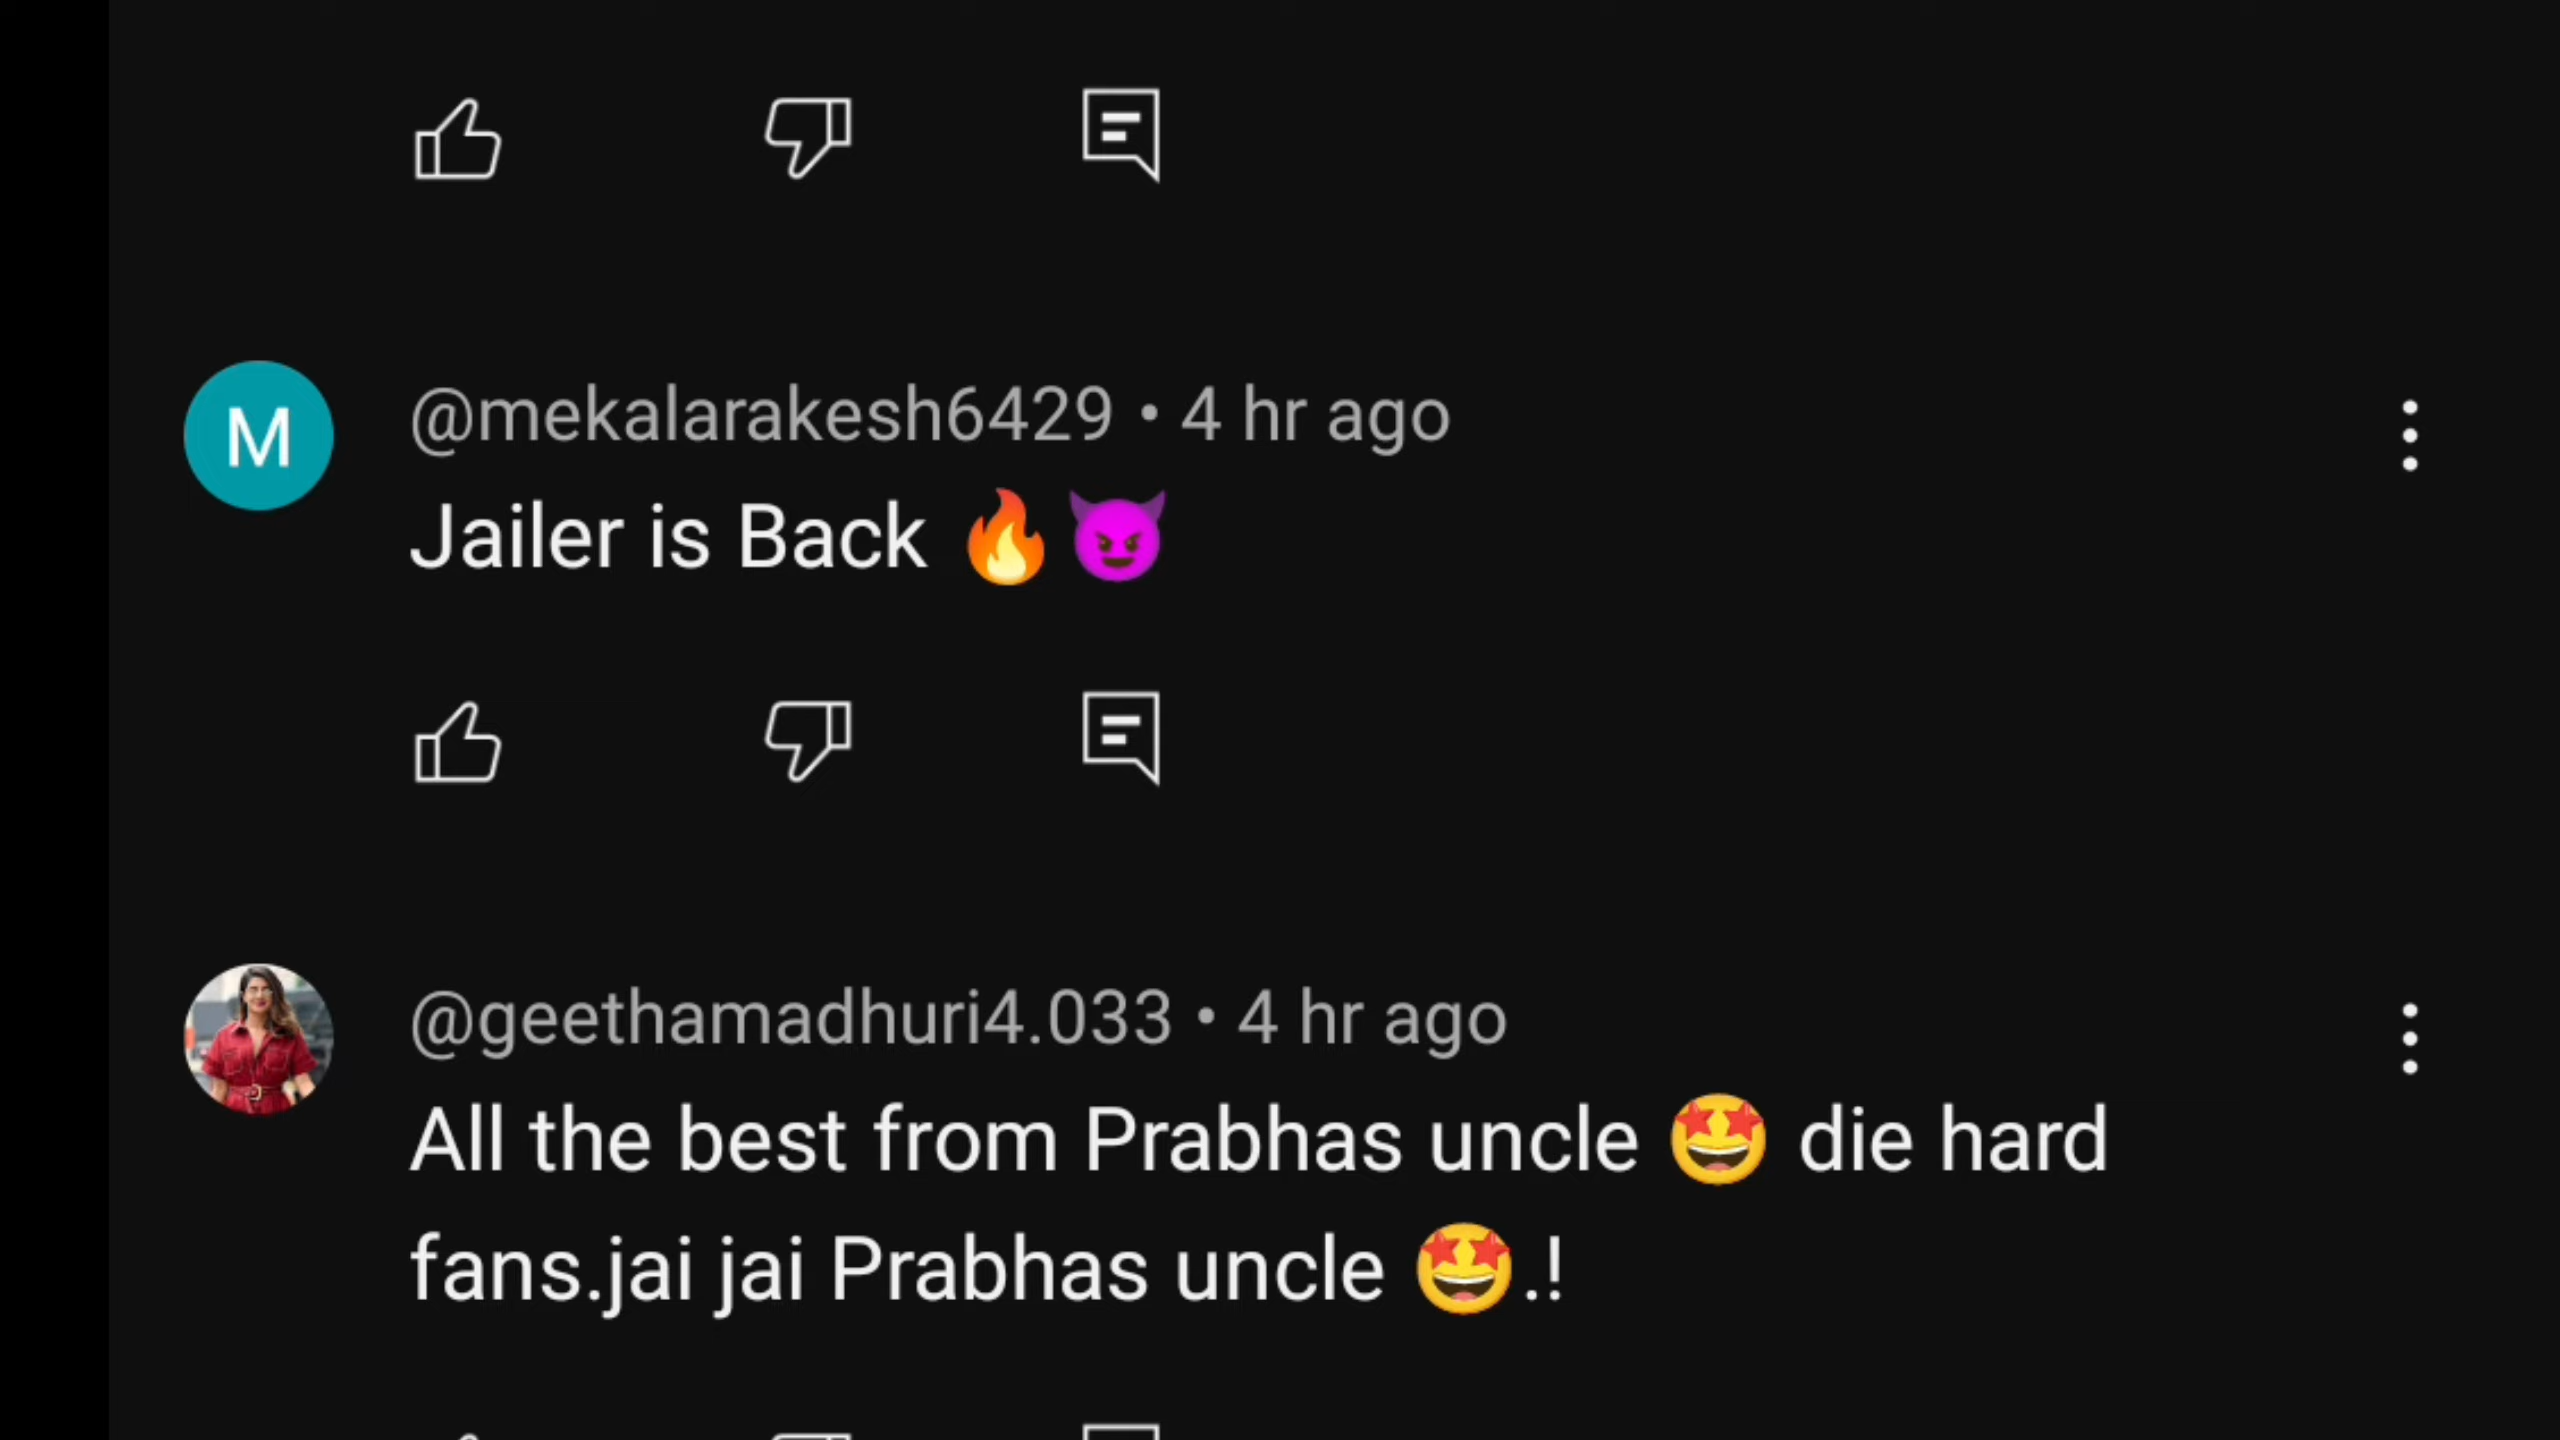 M
@mekalarakesh6429 • 4 hr ago
Jailer is Back 🔥😈
@geethamadhuri4.033 • 4 hr ago
All the best from Prabhas uncle 🤩 die hard
fans.jai jai Prabhas uncle 🤩.!